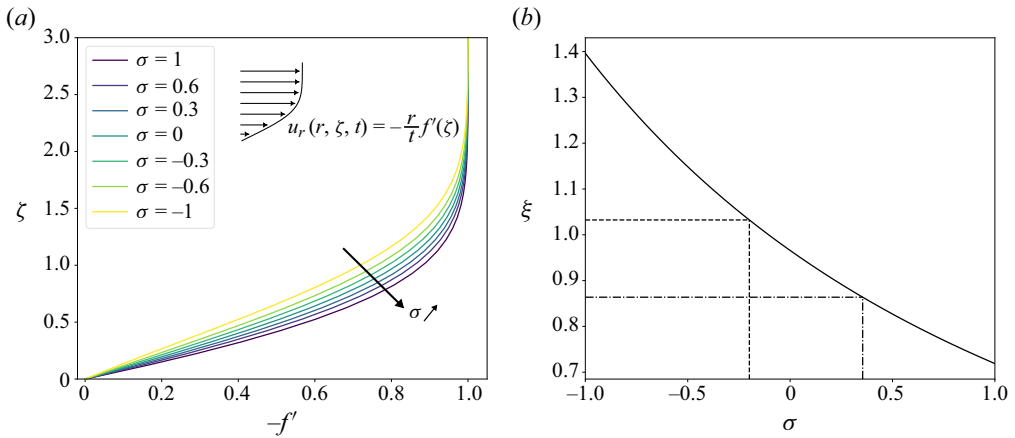 (a)
3.0
2.5
2.0
1.5
1.0
0.5
0
ζ
σ = 1
σ = 0.6
σ = 0.3
σ = 0
σ = –0.3
σ = –0.6
σ = –1
u_r (r, ζ, t) = –r/t f′(ζ)
σ ↗
0 0.2 0.4 0.6 0.8 1.0
–f′
(b)
1.4
1.3
1.2
1.1
1.0
0.9
0.8
0.7
ξ
–1.0 –0.5 0 0.5 1.0
σ